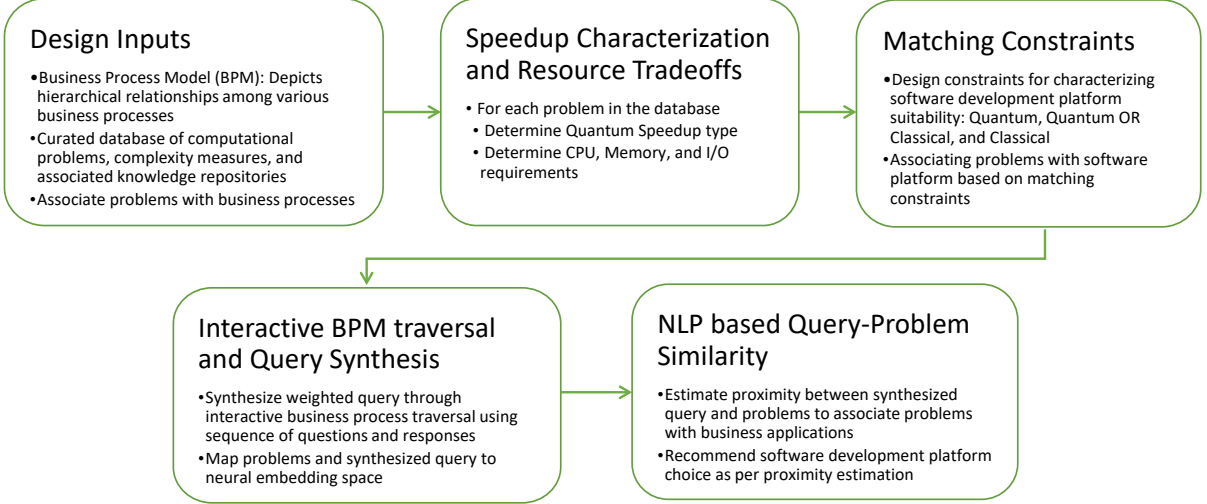 Design Inputs
•Business Process Model (BPM): Depicts
hierarchical relationships among various
business processes
•Curated database of computational
problems, complexity measures, and
associated knowledge repositories
•Associate problems with business processes
Speedup Characterization
and Resource Tradeoffs
• For each problem in the database
• Determine Quantum Speedup type
• Determine CPU, Memory, and I/O
requirements
Matching Constraints
•Design constraints for characterizing
software development platform
suitability: Quantum, Quantum OR
Classical, and Classical
•Associating problems with software
platform based on matching
constraints
Interactive BPM traversal
and Query Synthesis
•Synthesize weighted query through
interactive business process traversal using
sequence of questions and responses
•Map problems and synthesized query to
neural embedding space
NLP based Query-Problem
Similarity
•Estimate proximity between synthesized
query and problems to associate problems
with business applications
•Recommend software development platform
choice as per proximity estimation